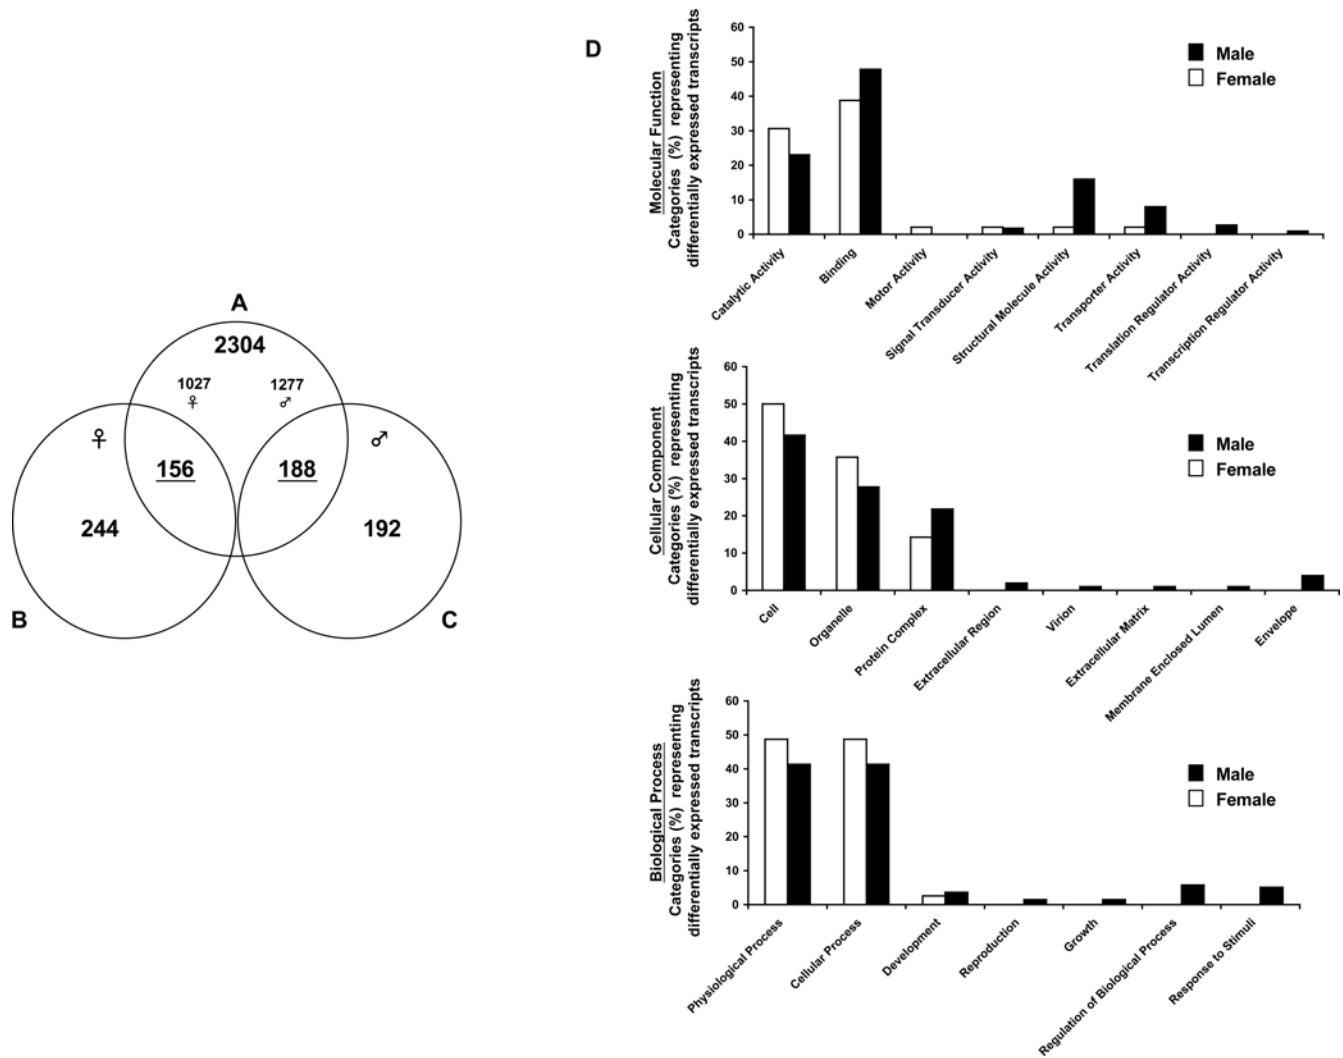 A
2304
1027
♀
1277
♂
♀
♂
156
188
244
192
B
C
D
Molecular Function
Categories (%) representing
differentially expressed transcripts
60
50
40
30
20
10
0
Male
Female
Catalytic Activity
Binding
Motor Activity
Signal Transducer Activity
Structural Molecule Activity
Transporter Activity
Translation Regulator Activity
Transcription Regulator Activity
Cellular Component
Categories (%) representing
differentially expressed transcripts
60
50
40
30
20
10
0
Male
Female
Cell
Organelle
Protein Complex
Extracellular Region
Virion
Extracellular Matrix
Membrane Enclosed Lumen
Envelope
Biological Process
Categories (%) representing
differentially expressed transcripts
60
50
40
30
20
10
0
Male
Female
Physiological Process
Cellular Process
Development
Reproduction
Growth
Regulation of Biological Process
Response to Stimuli